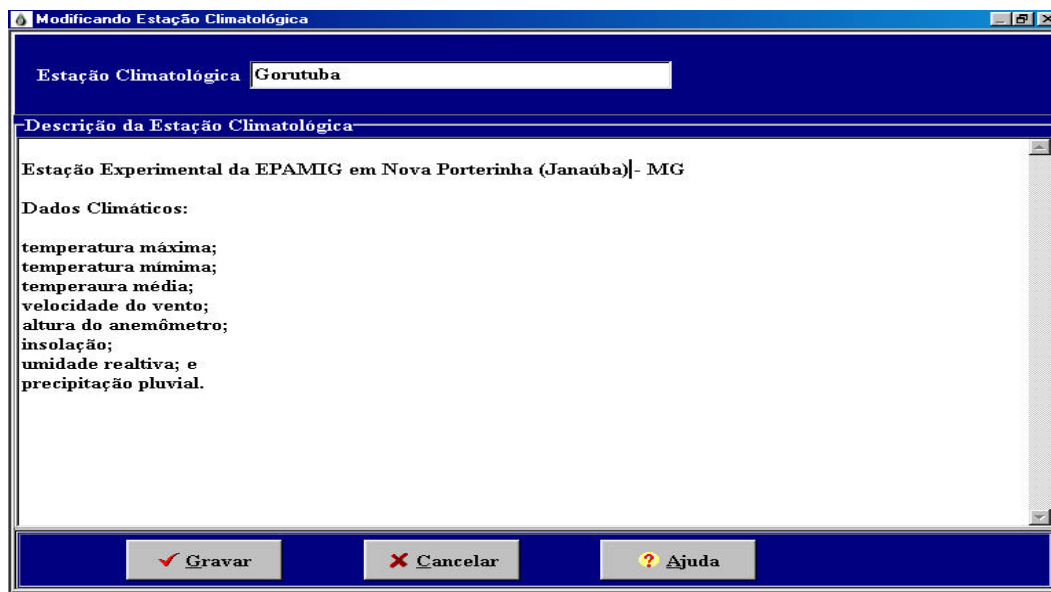 Modificando Estação Climatológica
Estação Climatológica Gorutuba
Descrição da Estação Climatológica
Estação Experimental da EPAMIG em Nova Porterinha (Janaúba) - MG
Dados Climáticos:
temperatura máxima;
temperatura mímima;
temperaura média;
velocidade do vento;
altura do anemômetro;
insolação;
umidade realtiva; e
precipitação pluvial.
Gravar Cancelar ? Ajuda